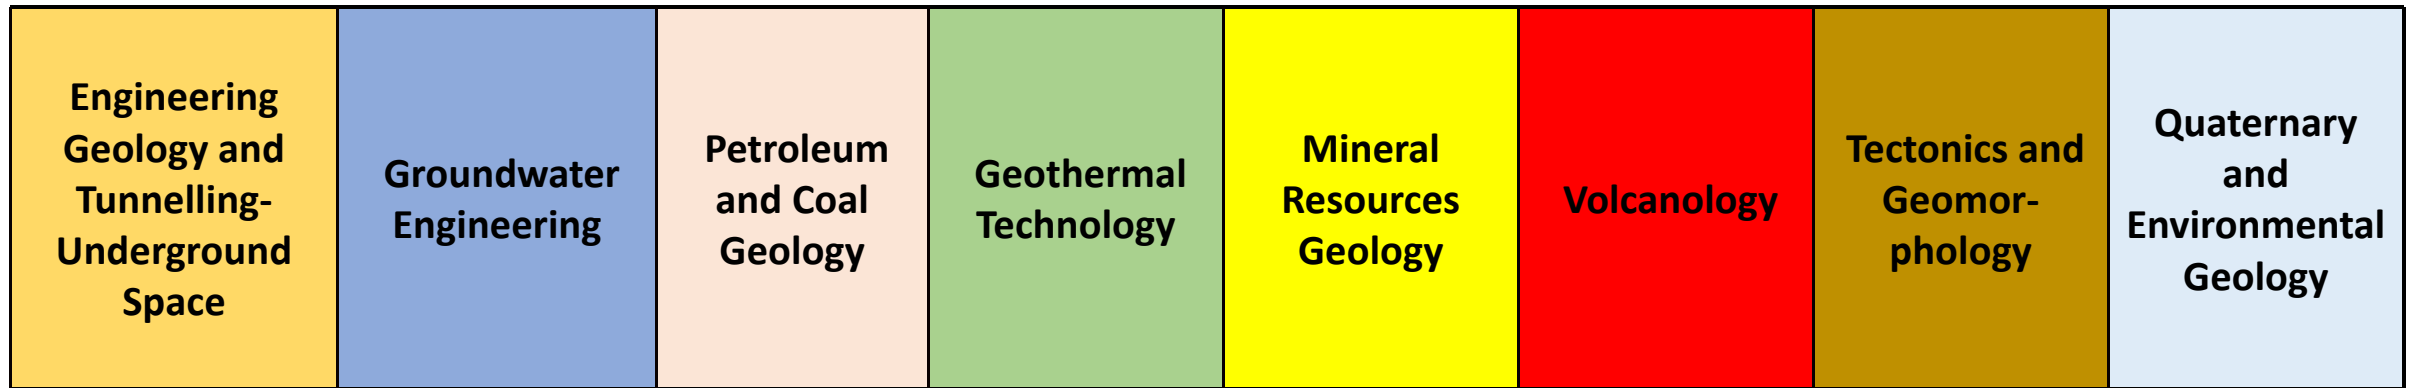 Engineering
Geology and
Tunnelling-
Underground
Space
Groundwater
Engineering
Petroleum
and Coal
Geology
Geothermal
Technology
Mineral
Resources
Geology
Volcanology
Tectonics and
Geomor-
phology
Quaternary
and
Environmental
Geology